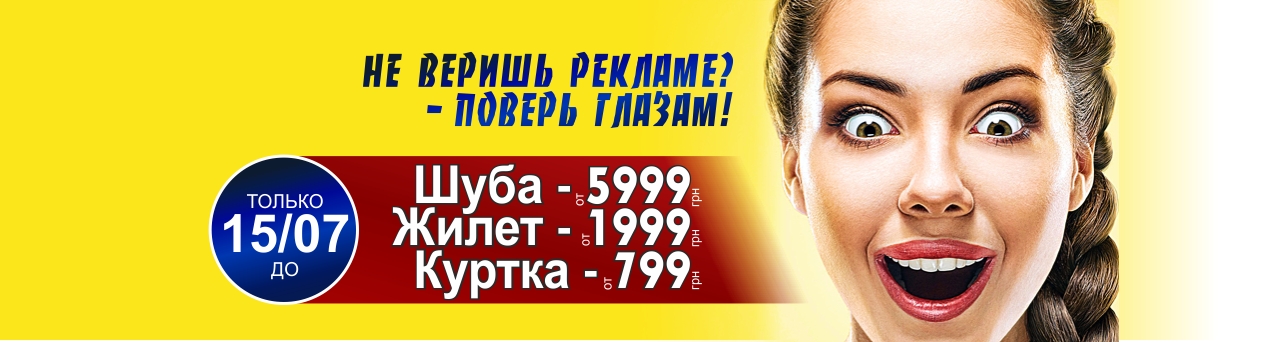 НЕ ВЕРИШЬ РЕКЛАМЕ?
- ПОВЕРЬ ГЛАЗАМ!
ТОЛЬКО
15/07
ДО
Шуба - от 5999 грн
Жилет - от 1999 грн
Куртка - от 799 грн